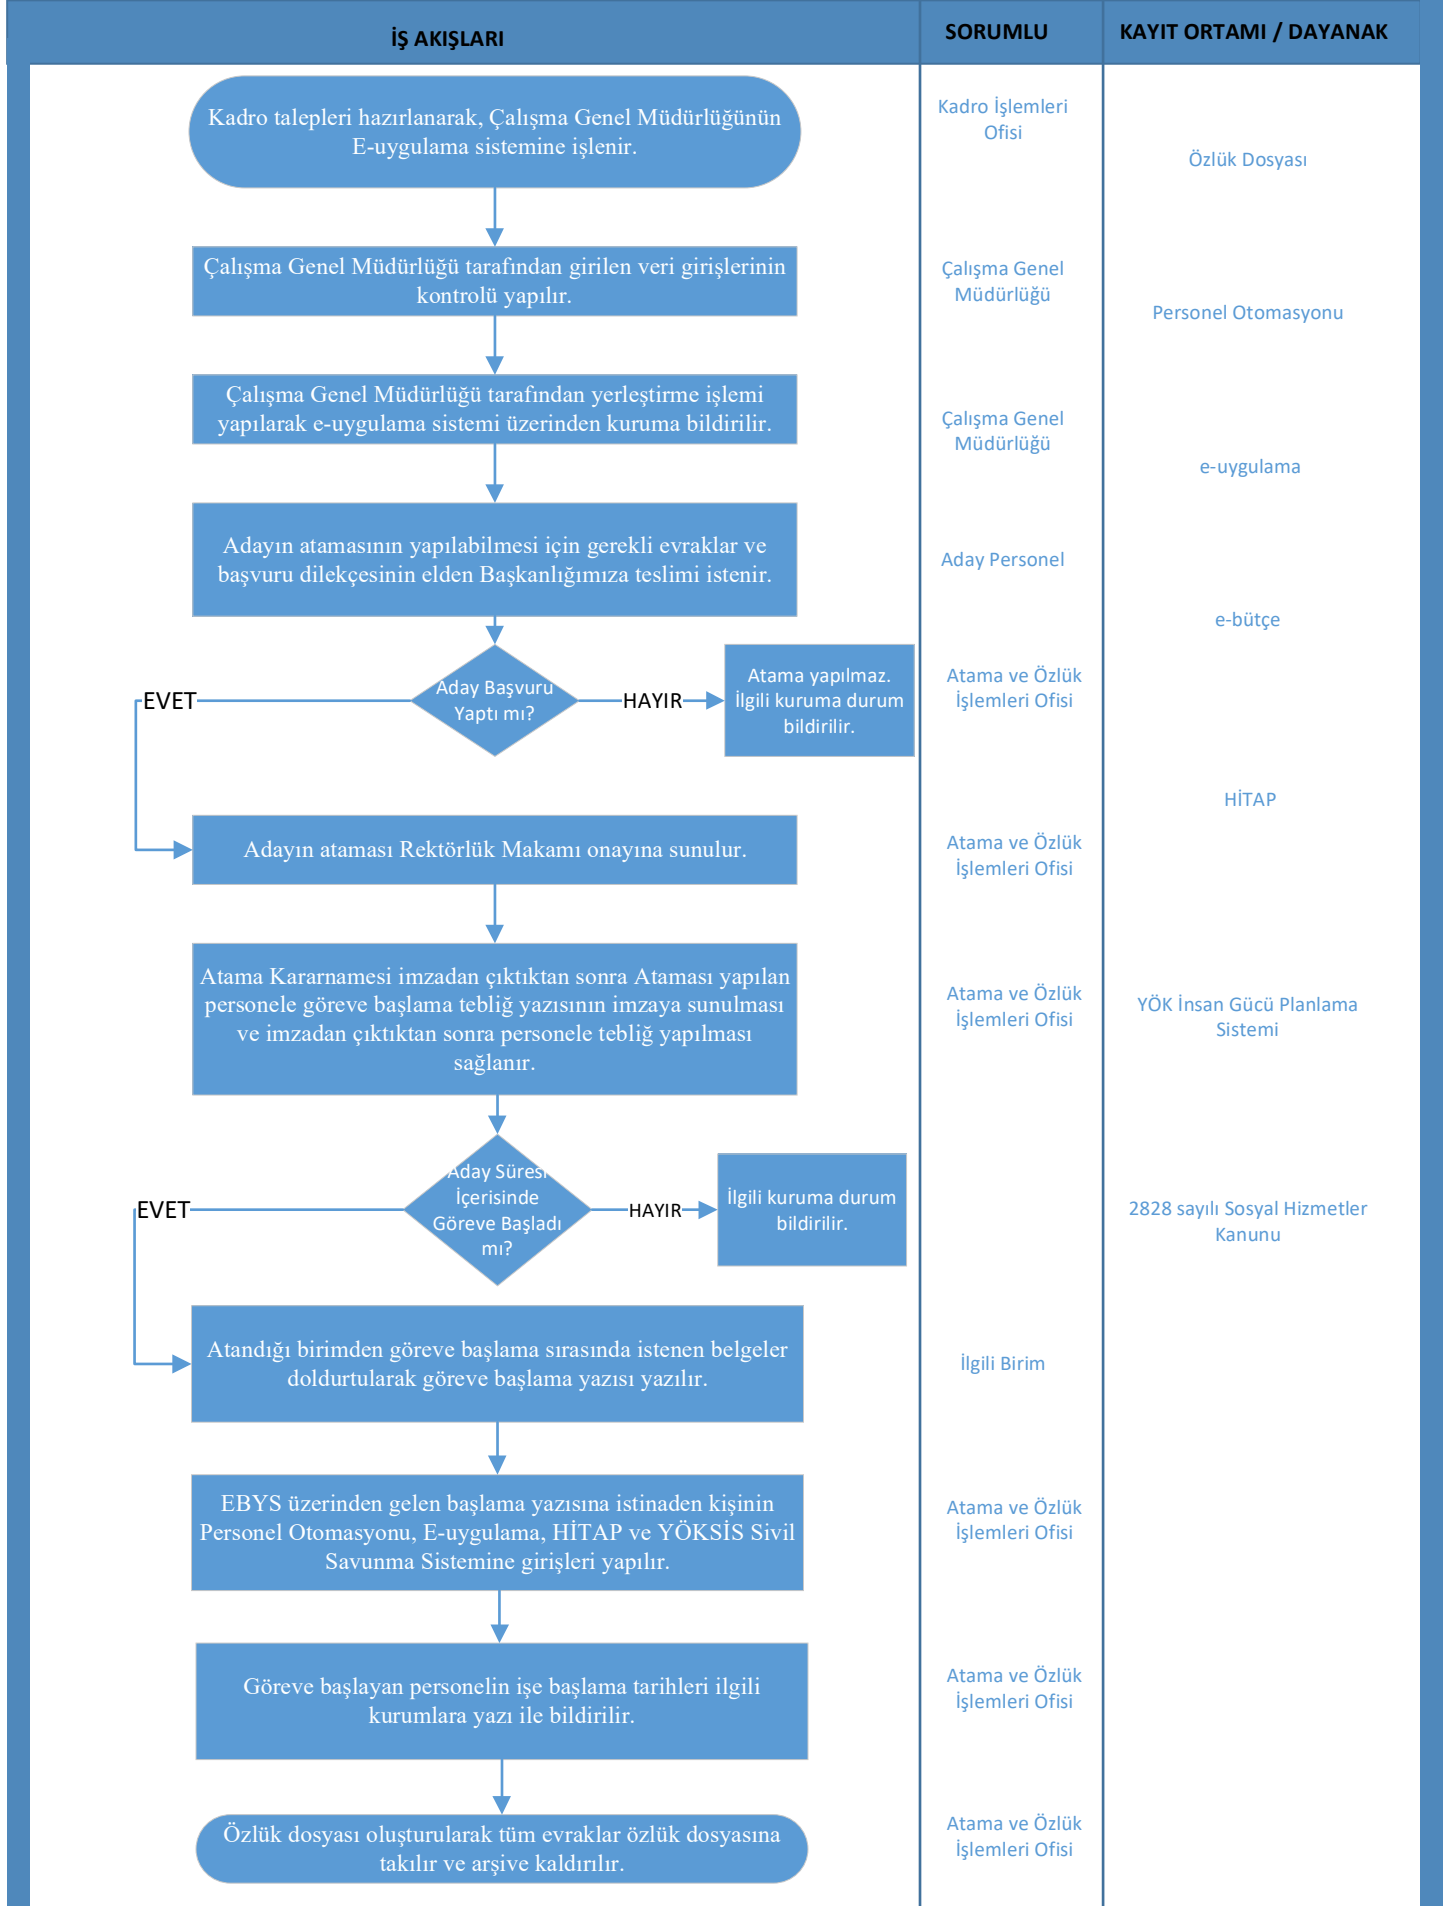 İŞ AKIŞLARI
SORUMLU
KAYIT ORTAMI / DAYANAK
Kadro talepleri hazırlanarak, Çalışma Genel Müdürlüğünün
E-uygulama sistemine işlenir.
Kadro İşlemleri
Ofisi
Özlük Dosyası
Çalışma Genel Müdürlüğü tarafından girilen veri girişlerinin
kontrolü yapılır.
Çalışma Genel
Müdürlüğü
Personel Otomasyonu
Çalışma Genel Müdürlüğü tarafından yerleştirme işlemi
yapılarak e-uygulama sistemi üzerinden kuruma bildirilir.
Çalışma Genel
Müdürlüğü
e-uygulama
Adayın atamasının yapılabilmesi için gerekli evraklar ve
başvuru dilekçesinin elden Başkanlığımıza teslimi istenir.
Aday Personel
e-bütçe
Aday Başvuru
Yaptı mı?
EVET
HAYIR
Atama yapılmaz.
İlgili kuruma durum
bildirilir.
Atama ve Özlük
İşlemleri Ofisi
HİTAP
Adayın ataması Rektörlük Makamı onayına sunulur.
Atama ve Özlük
İşlemleri Ofisi
Atama Kararnamesi imzadan çıktıktan sonra Ataması yapılan
personele göreve başlama tebliğ yazısının imzaya sunulması
ve imzadan çıktıktan sonra personele tebliğ yapılması
sağlanır.
Atama ve Özlük
İşlemleri Ofisi
YÖK İnsan Gücü Planlama
Sistemi
Aday Süresi
İçerisinde
Göreve Başladı
mı?
EVET
HAYIR
İlgili kuruma durum
bildirilir.
2828 sayılı Sosyal Hizmetler
Kanunu
Atandığı birimden göreve başlama sırasında istenen belgeler
doldurtularak göreve başlama yazısı yazılır.
İlgili Birim
EBYS üzerinden gelen başlama yazısına istinaden kişinin
Personel Otomasyonu, E-uygulama, HİTAP ve YÖKSİS Sivil
Savunma Sistemine girişleri yapılır.
Atama ve Özlük
İşlemleri Ofisi
Göreve başlayan personelin işe başlama tarihleri ilgili
kurumlara yazı ile bildirilir.
Atama ve Özlük
İşlemleri Ofisi
Özlük dosyası oluşturularak tüm evraklar özlük dosyasına
takılır ve arşive kaldırılır.
Atama ve Özlük
İşlemleri Ofisi